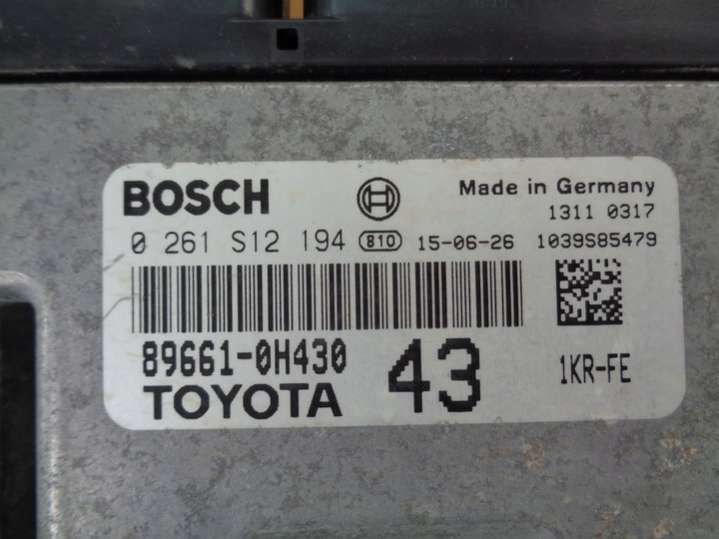 BOSCH Made in Germany
1311 0317
0 261 S12 194 810 15-06-26 1039S85479
89661-0H430 43 1KR-FE
TOYOTA